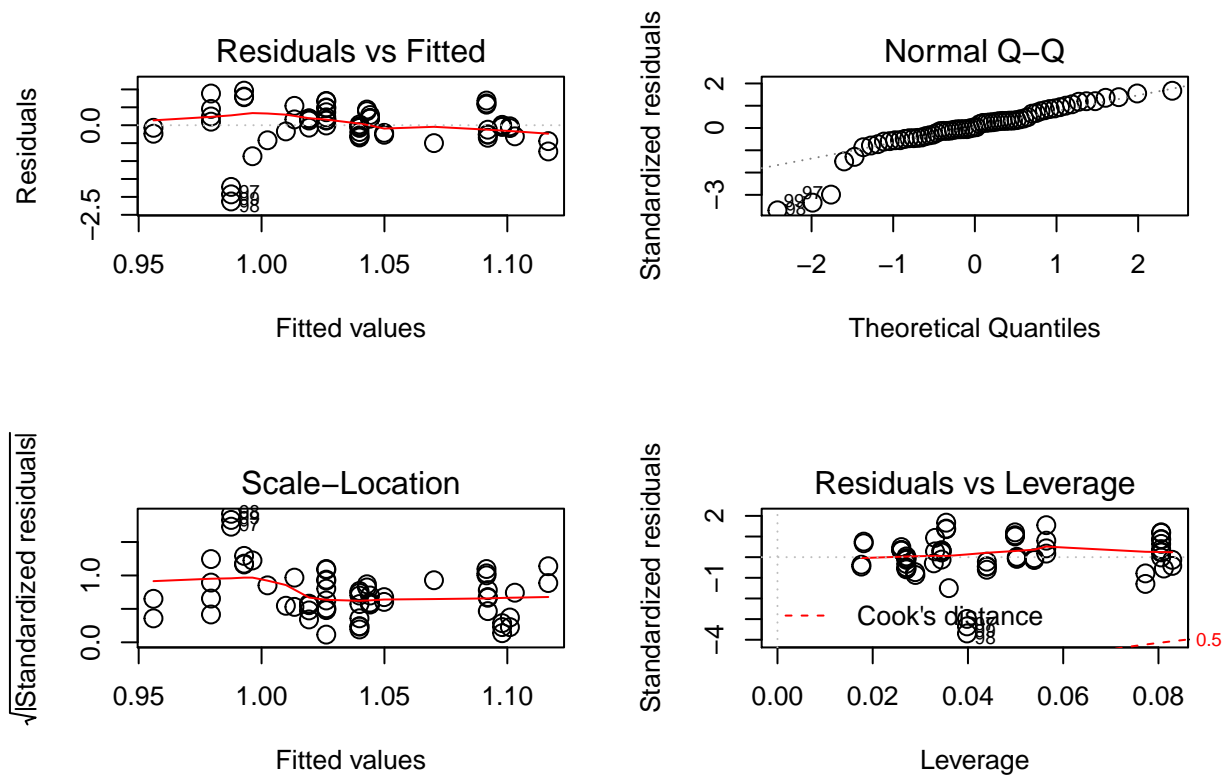 Residuals vs Fitted
Residuals
0.0
−2.5
97
99
98
0.95 1.00 1.05 1.10
Fitted values
Normal Q−Q
Standardized residuals
2
0
−3
97
99
98
−2 −1 0 1 2
Theoretical Quantiles
Scale−Location
√|Standardized residuals|
1.0
0.0
98
99
97
0.95 1.00 1.05 1.10
Fitted values
Residuals vs Leverage
Standardized residuals
2
−1
−4
Cook's distance
98
0.5
0.00 0.02 0.04 0.06 0.08
Leverage